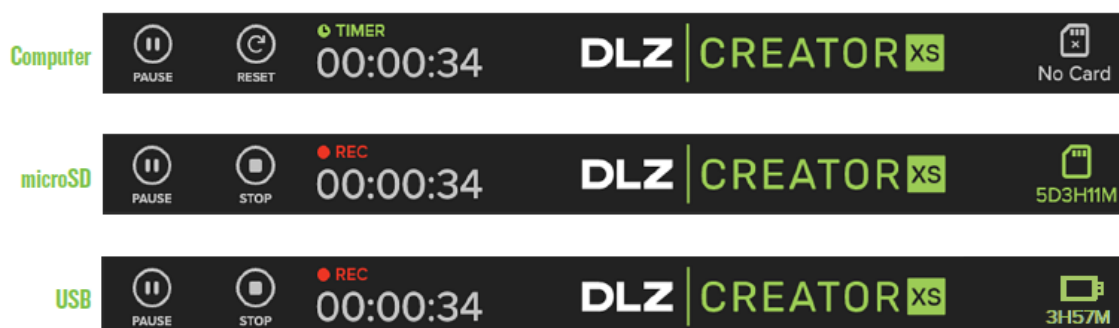 Computer
PAUSE
RESET
TIMER
00:00:34
DLZ CREATOR XS
No Card
microSD
PAUSE
STOP
REC
00:00:34
DLZ CREATOR XS
5D3H11M
USB
PAUSE
STOP
REC
00:00:34
DLZ CREATOR XS
3H57M